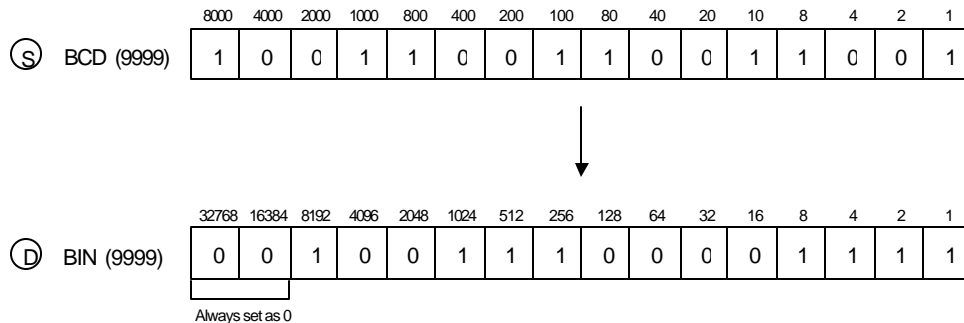 8000 4000 2000 1000 800 400 200 100 80 40 20 10 8 4 2 1
S BCD (9999) 1 0 0 1 1 0 0 1 1 0 0 1 1 0 0 1
32768 16384 8192 4096 2048 1024 512 256 128 64 32 16 8 4 2 1
D BIN (9999) 0 0 1 0 0 1 1 1 0 0 0 0 1 1 1 1
Always set as 0